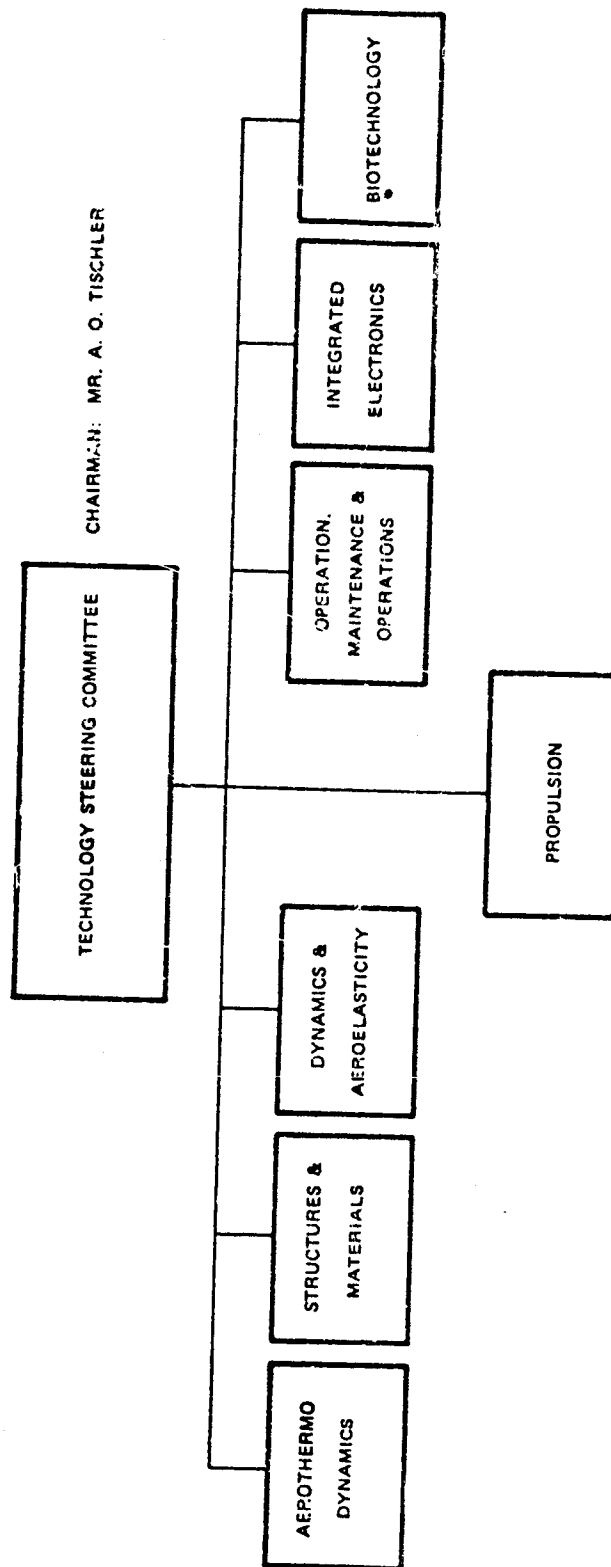 TECHNOLOGY STEERING COMMITTEE
CHAIRMAN: MR. A. O. TISCHLER
AEROTHERMO
DYNAMICS
STRUCTURES &
MATERIALS
DYNAMICS &
AEROELASTICITY
OPERATION,
MAINTENANCE &
OPERATIONS
INTEGRATED
ELECTRONICS
BIOTECHNOLOGY
PROPULSION